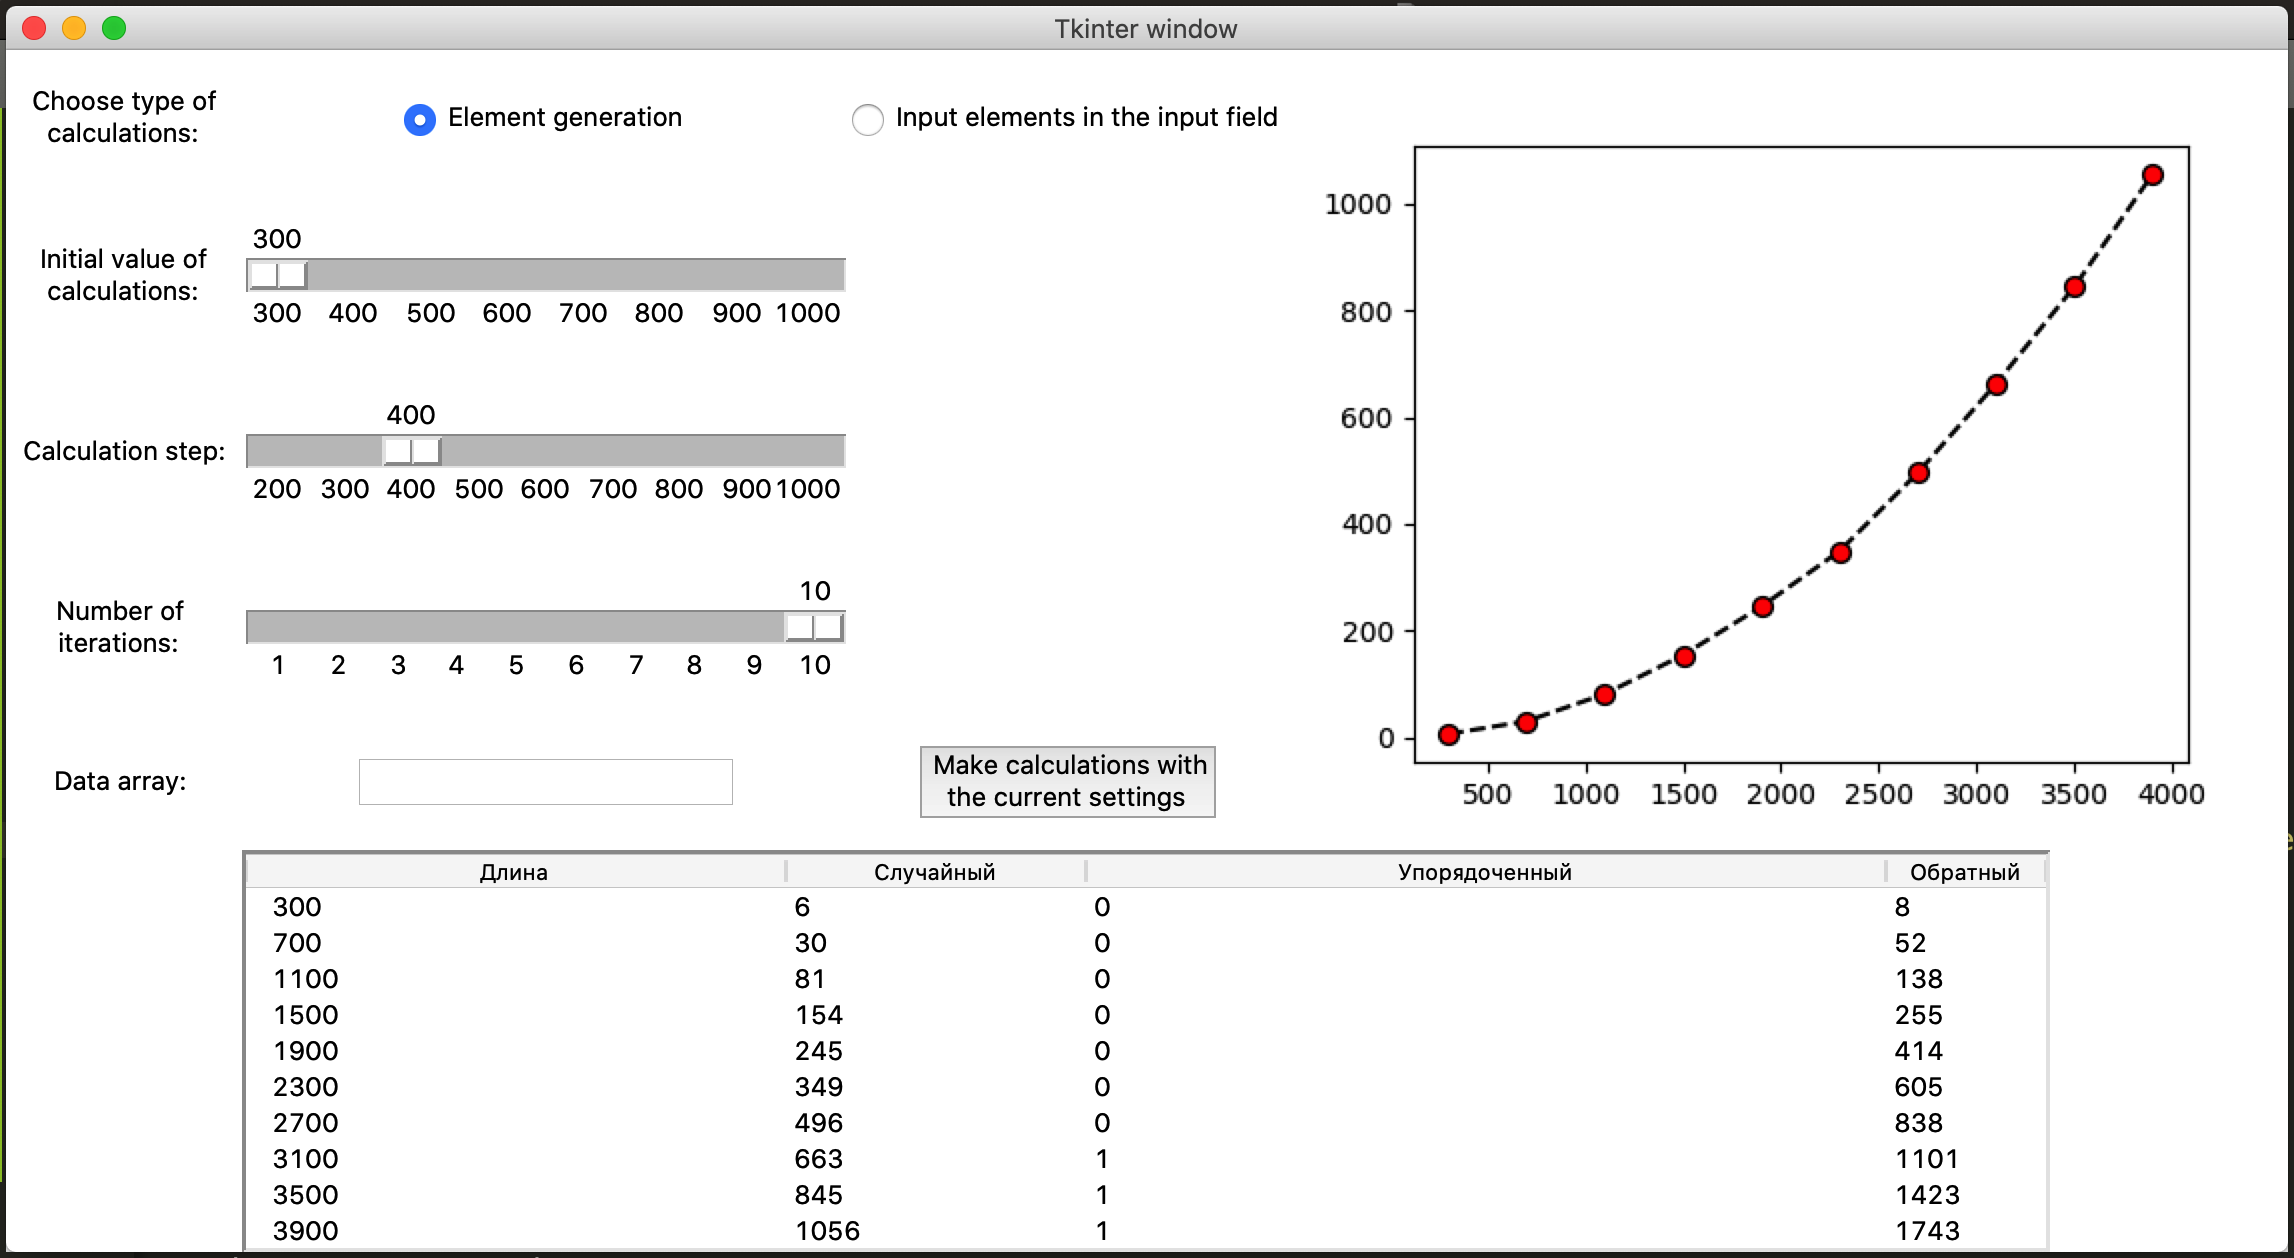 Tkinter window
Choose type of
calculations:
Element generation
Input elements in the input field
300
Initial value of
calculations:
300 400 500 600 700 800 900 1000
400
Calculation step:
200 300 400 500 600 700 800 900 1000
10
Number of
iterations:
1 2 3 4 5 6 7 8 9 10
Data array:
Make calculations with
the current settings
1000
800
600
400
200
0
500 1000 1500 2000 2500 3000 3500 4000
Длина Случайный Упорядоченный Обратный
300 6 0 8
700 30 0 52
1100 81 0 138
1500 154 0 255
1900 245 0 414
2300 349 0 605
2700 496 0 838
3100 663 1 1101
3500 845 1 1423
3900 1056 1 1743